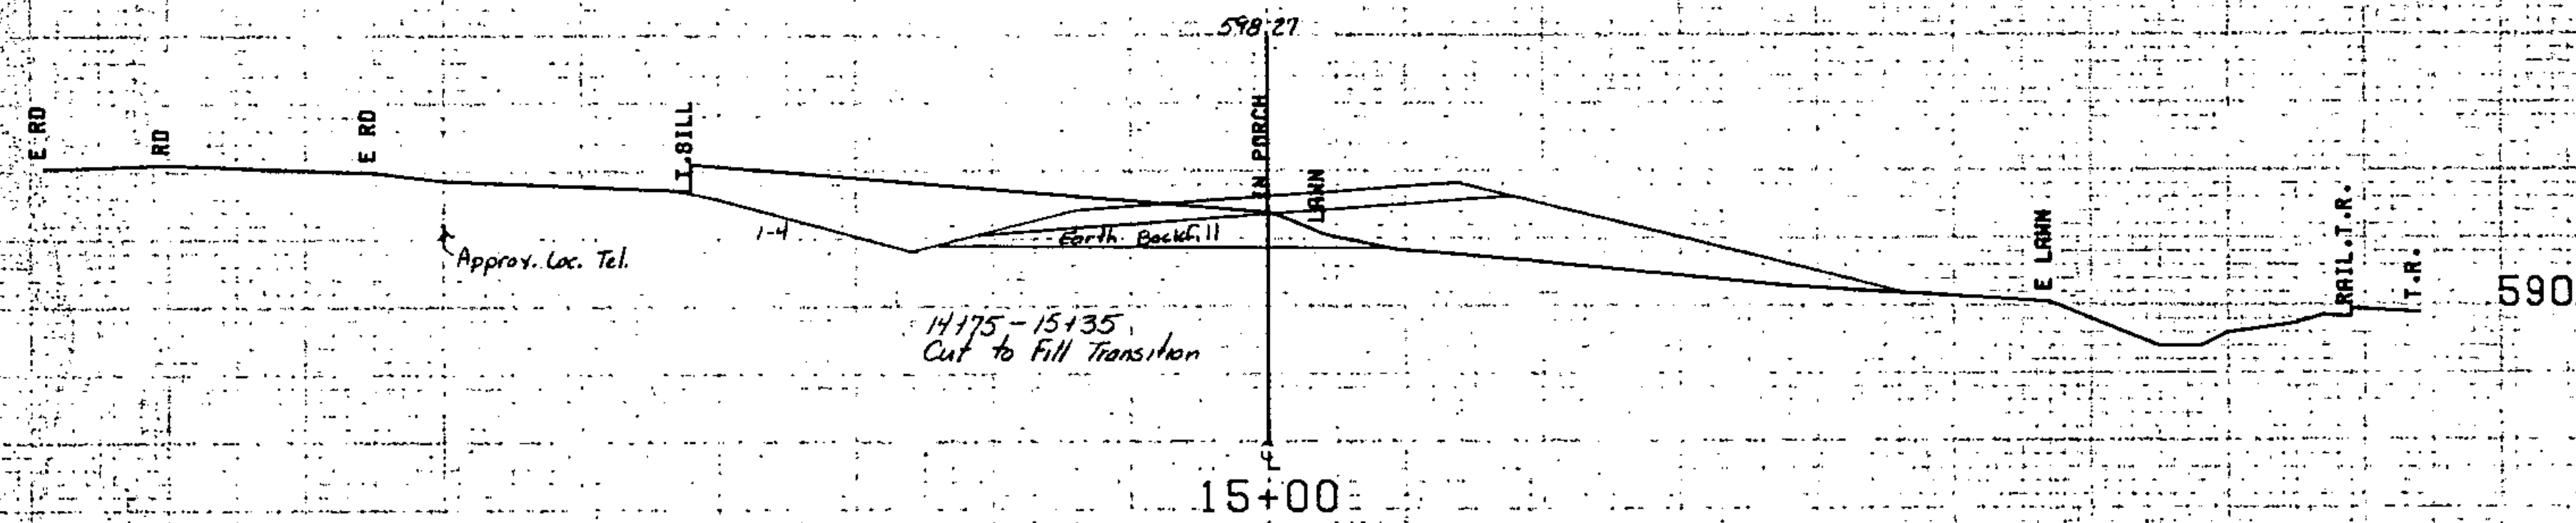 598.27
E RD
RD
E RD
T.SILL
IN PORCH
LAWN
E LAWN
RAIL.T.R.
T.R.
1-4
Earth Backfill
Approx. Loc. Tel.
590
14+75-15+35
Cut to Fill Transition
15+00